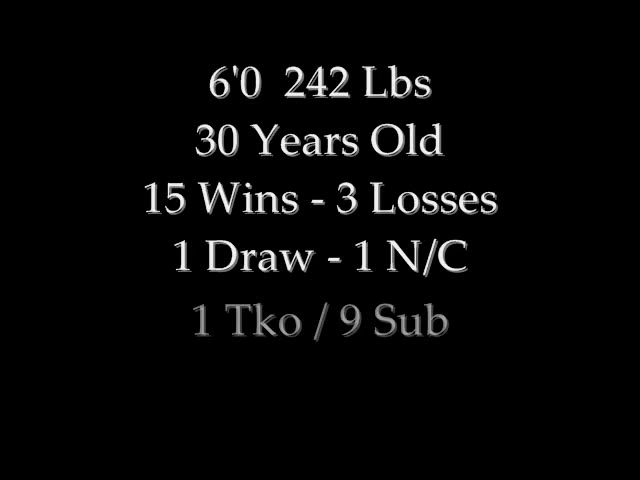 6'0 242 Lbs
30 Years Old
15 Wins - 3 Losses
1 Draw - 1 N/C
1 Tko / 9 Sub